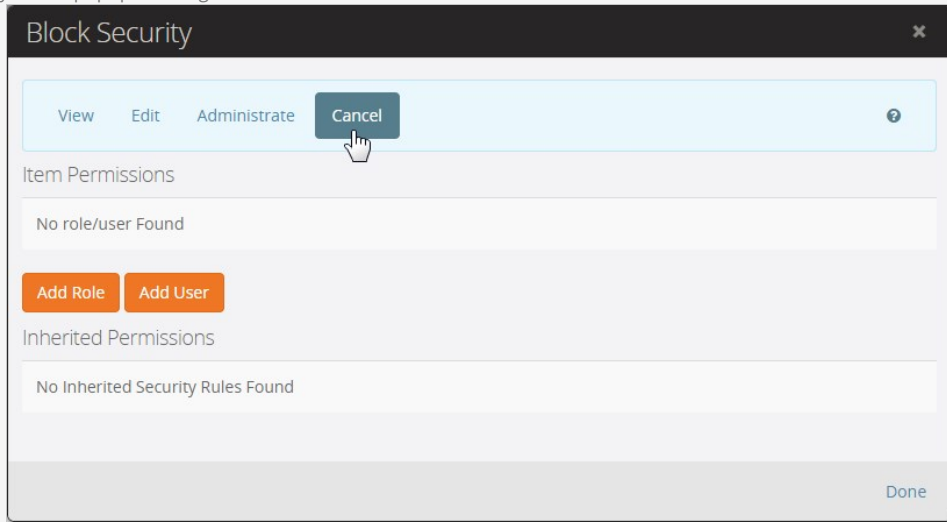 Block Security
View Edit Administrate Cancel
Item Permissions
No role/user Found
Add Role Add User
Inherited Permissions
No Inherited Security Rules Found
Done